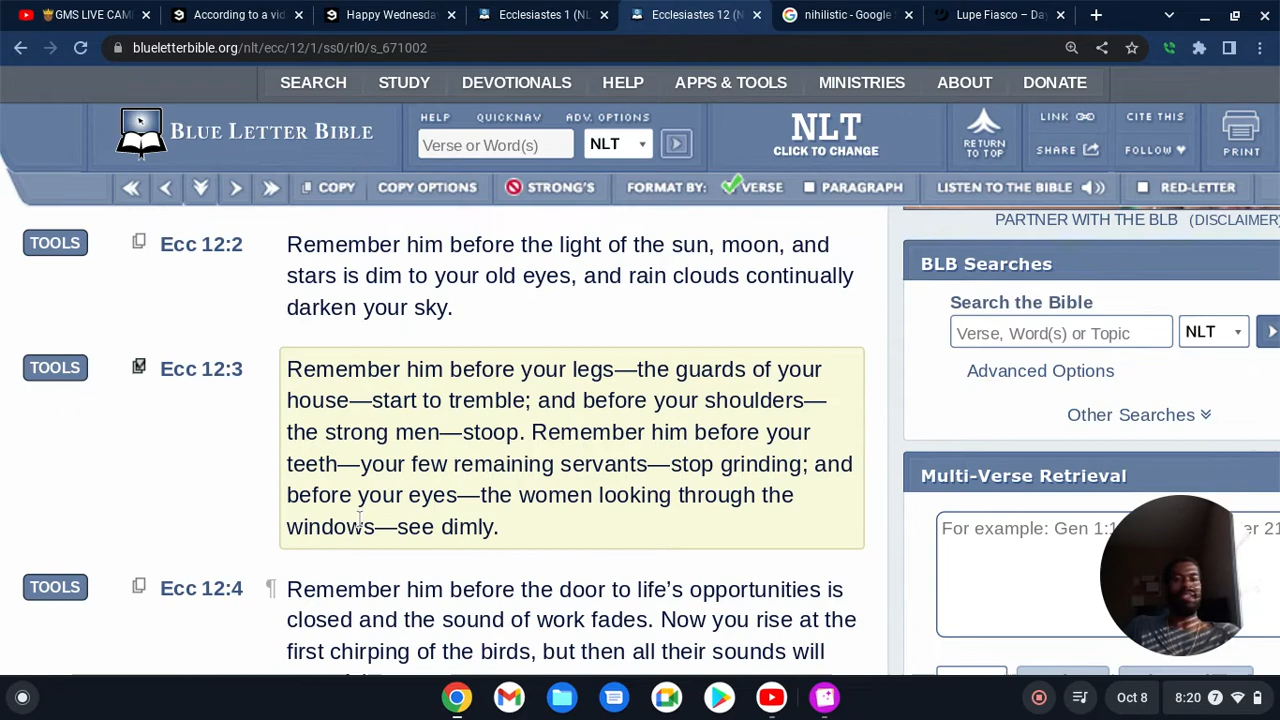 GMS LIVE CAM
According to a vid
Happy Wednesda
Ecclesiastes 1 (NL
Ecclesiastes 12 (N
nihilistic - Google
Lupe Fiasco – Da
blueletterbible.org/nlt/ecc/12/1/ss0/rl0/s_671002
SEARCH STUDY DEVOTIONALS HELP APPS & TOOLS MINISTRIES ABOUT DONATE
BLUE LETTER BIBLE
HELP QUICKNAV ADV. OPTIONS
Verse or Word(s) NLT
NLT
CLICK TO CHANGE
RETURN
TO TOP
LINK CITE THIS
SHARE FOLLOW
PRINT
COPY COPY OPTIONS STRONG'S FORMAT BY: VERSE PARAGRAPH LISTEN TO THE BIBLE RED-LETTER
TOOLS Ecc 12:2 Remember him before the light of the sun, moon, and
stars is dim to your old eyes, and rain clouds continually
darken your sky.
TOOLS Ecc 12:3 Remember him before your legs—the guards of your
house—start to tremble; and before your shoulders—
the strong men—stoop. Remember him before your
teeth—your few remaining servants—stop grinding; and
before your eyes—the women looking through the
windows—see dimly.
TOOLS Ecc 12:4 ¶ Remember him before the door to life's opportunities is
closed and the sound of work fades. Now you rise at the
first chirping of the birds, but then all their sounds will
PARTNER WITH THE BLB (DISCLAIMER)
BLB Searches
Search the Bible
Verse, Word(s) or Topic NLT
Advanced Options
Other Searches
Multi-Verse Retrieval
For example: Gen 1:1 er 21
Oct 8 8:20 7